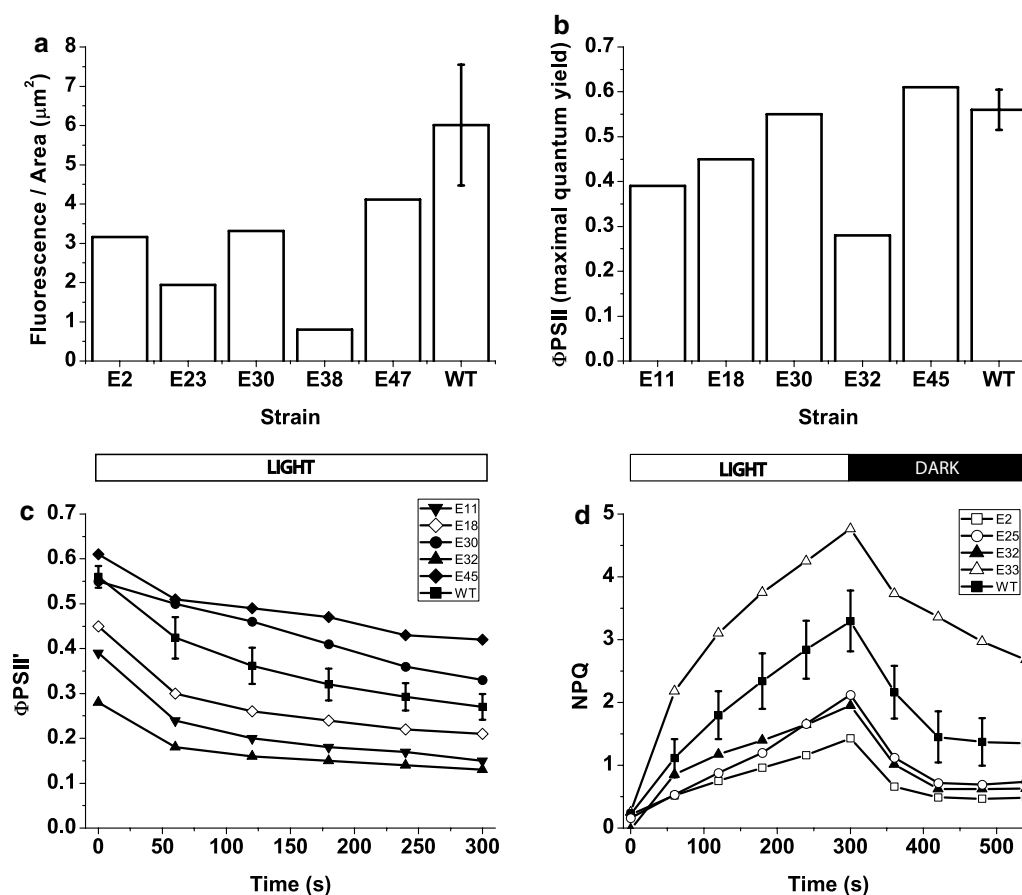 a
8
7
6
5
4
3
2
1
0
Fluorescence / Area (µm²)
E2 E23 E30 E38 E47 WT
Strain
b
0.7
0.6
0.5
0.4
0.3
0.2
0.1
0.0
ΦPSII (maximal quantum yield)
E11 E18 E30 E32 E45 WT
Strain
LIGHT
c
0.7
0.6
0.5
0.4
0.3
0.2
0.1
0.0
ΦPSII'
E11
E18
E30
E32
E45
WT
0 50 100 150 200 250 300
Time (s)
LIGHT DARK
d
5
4
3
2
1
0
NPQ
E2
E25
E32
E33
WT
0 100 200 300 400 500
Time (s)